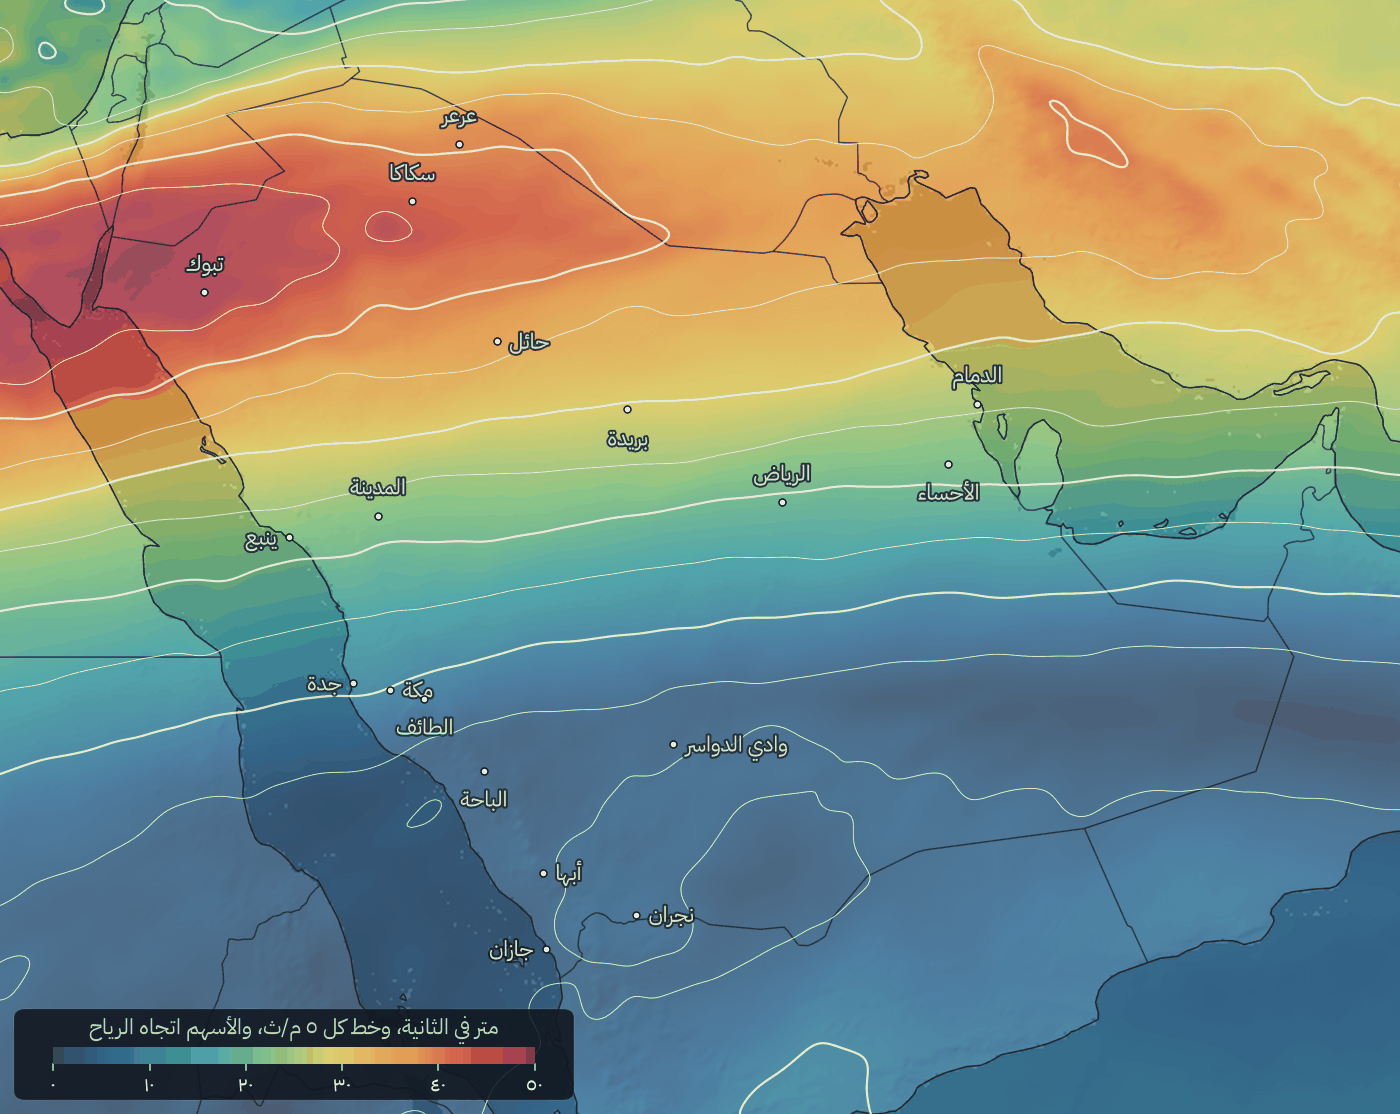 عرعر
سكاكا
تبوك
حائل
الدمام
بريدة
الرياض
المدينة
الأحساء
ينبع
جدة
مكة
الطائف
وادي الدواسر
الباحة
أبها
نجران
جازان
متر في الثانية، وخط كل ٥ م/ث، والأسهم اتجاه الرياح
٠ ١٠ ٢٠ ٣٠ ٤٠ ٥٠